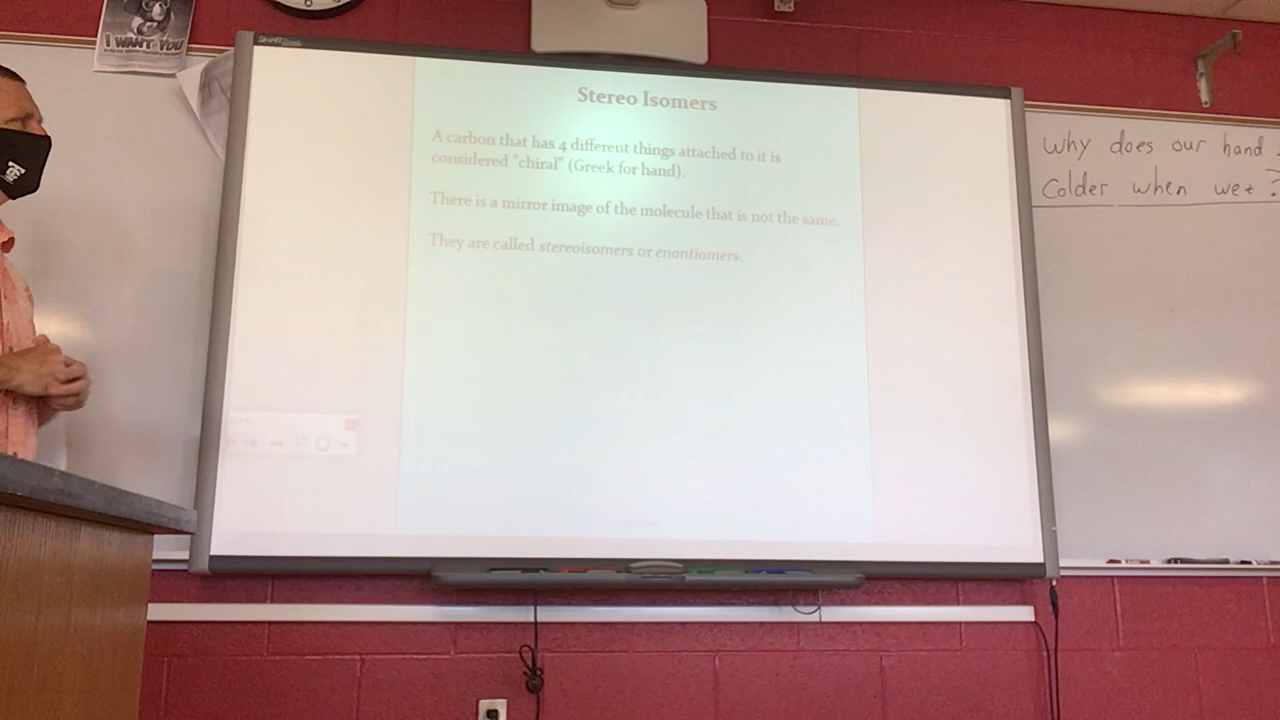 I WANT YOU
Stereo Isomers
A carbon that has 4 different things attached to it is
considered "chiral" (Greek for hand).
There is a mirror image of the molecule that is not the same.
They are called stereoisomers or enantiomers.
Why does our hand
Colder when wet?